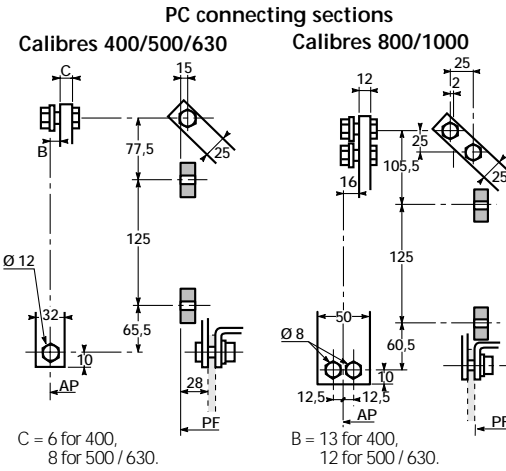 PC connecting sections
Calibres 400/500/630
Calibres 800/1000
C
15
B
77,5
25
125
Ø 12
32
65,5
10
AP
28
PF
C = 6 for 400,
8 for 500 / 630.
12
25
2
25
105,5
25
16
125
50
Ø 8
60,5
10
12,5
12,5
AP
PF
B = 13 for 400,
12 for 500 / 630.